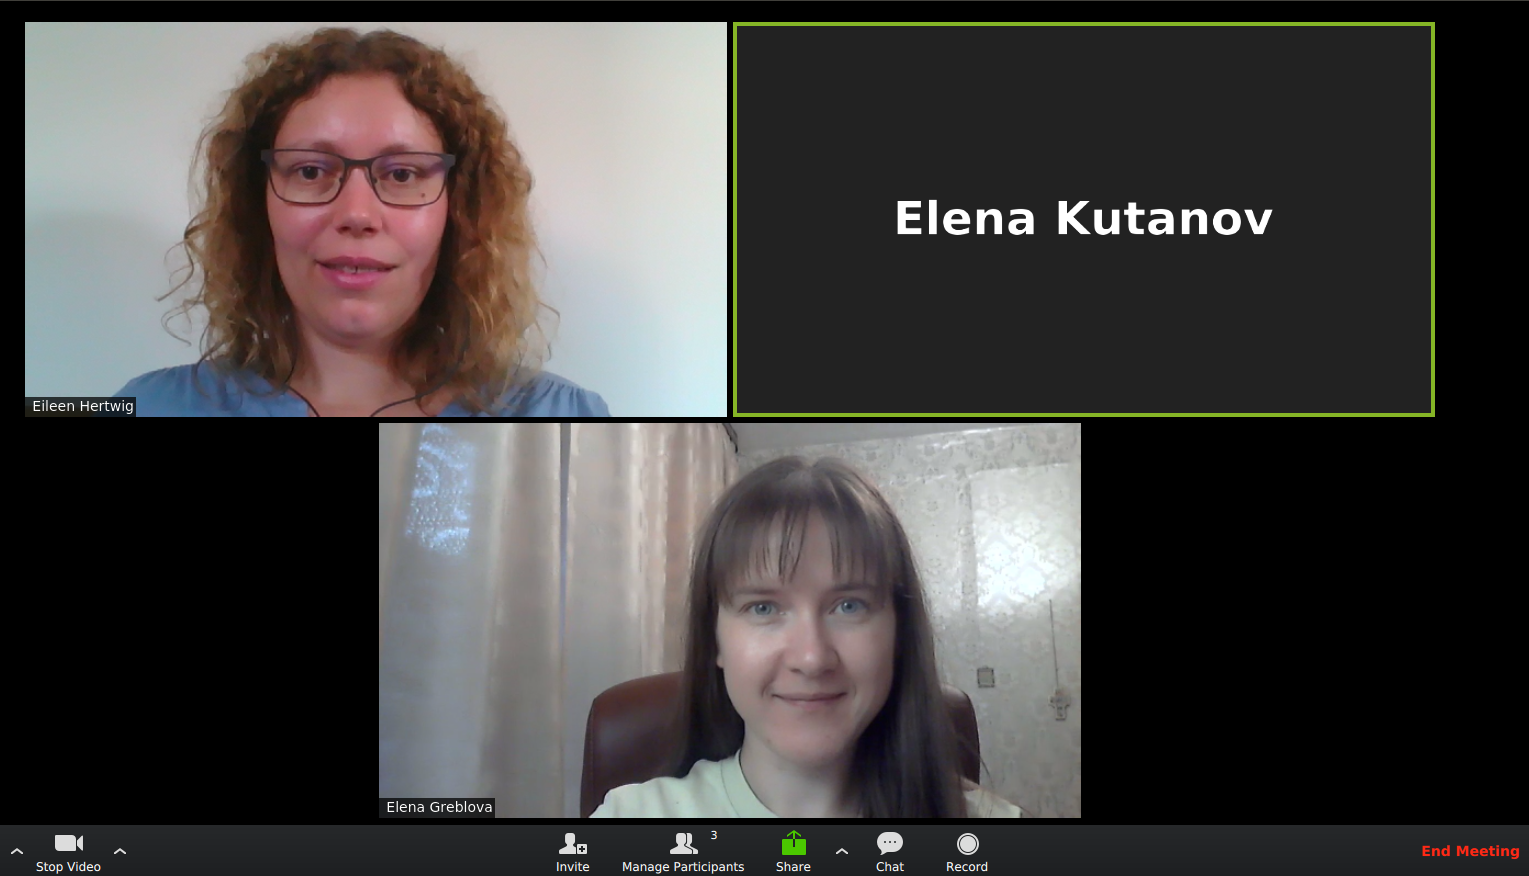 Eileen Hertwig
Elena Kutanov
Elena Greblova
Stop Video
Invite
3
Manage Participants
Share
Chat
Record
End Meeting